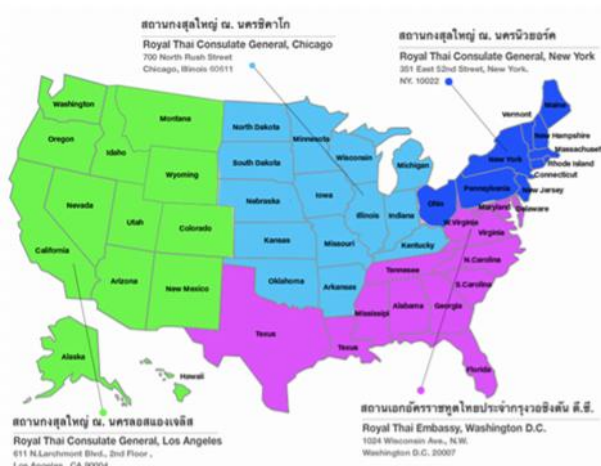 สถานกงสุลใหญ่ ณ. นครชิคาโก
Royal Thai Consulate General, Chicago
700 North Rush Street
Chicago, Illinois 60611
สถานกงสุลใหญ่ ณ. นครนิวยอร์ค
Royal Thai Consulate General, New York
351 East 52nd Street, New York.
NY. 10022
Washington
Montana
North Dakota
Minnesota
Vermont
Maine
New Hampshire
Massachuset
Rhode Island
Connecticut
Oregon
Idaho
South Dakota
Wisconsin
Michigan
New York
Wyoming
Nebraska
Iowa
Pennsylvania
New Jersey
Nevada
Utah
Colorado
Illinois
Indiana
Ohio
Maryland
Delaware
W.Virginia
Virginia
California
Kansas
Missouri
Kentucky
N.Carolina
Arizona
New Mexico
Oklahoma
Arkansas
Tennesee
S.Carolina
Texus
Mississipi
Alabama
Georgia
Texus
Florida
Alaska
Hawaii
สถานกงสุลใหญ่ ณ. นครลอสแองเจลิส
Royal Thai Consulate General, Los Angeles
611 N.Larchmont Blvd., 2nd Floor ,
Los Angeles, CA 90004
สถานเอกอัครราชทูตไทยประจำกรุงวอชิงตัน ดี.ซี.
Royal Thai Embassy, Washington D.C.
1024 Wisconsin Ave., N.W.
Washington D.C. 20007